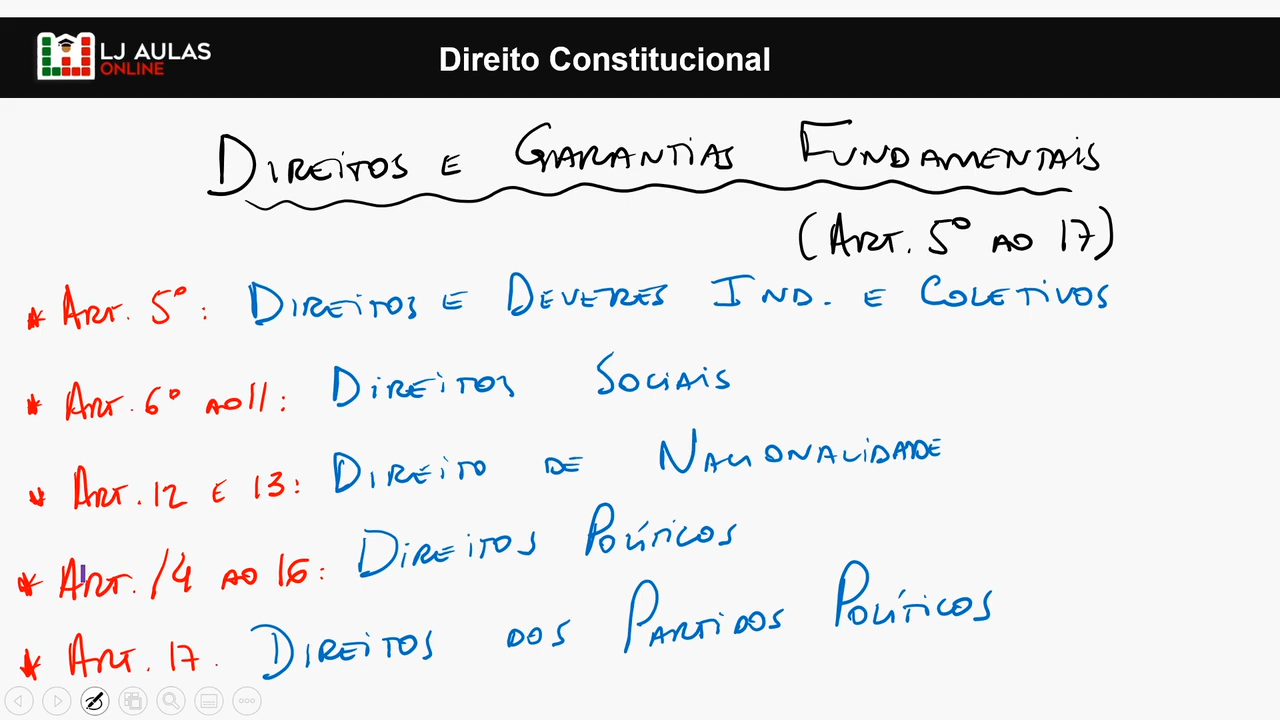 LJ AULAS
ONLINE
Direito Constitucional
DIREITOS E GARANTIAS FUNDAMENTAIS
(ART. 5º AO 17)
* ART. 5º: DIREITOS E DEVERES IND. E COLETIVOS
* ART. 6º AO 11: DIREITOS SOCIAIS
* ART. 12 E 13: DIREITO DE NACIONALIDADE
* ART. 14 AO 16: DIREITOS POLÍTICOS
* ART. 17. DIREITOS DOS PARTIDOS POLÍTICOS